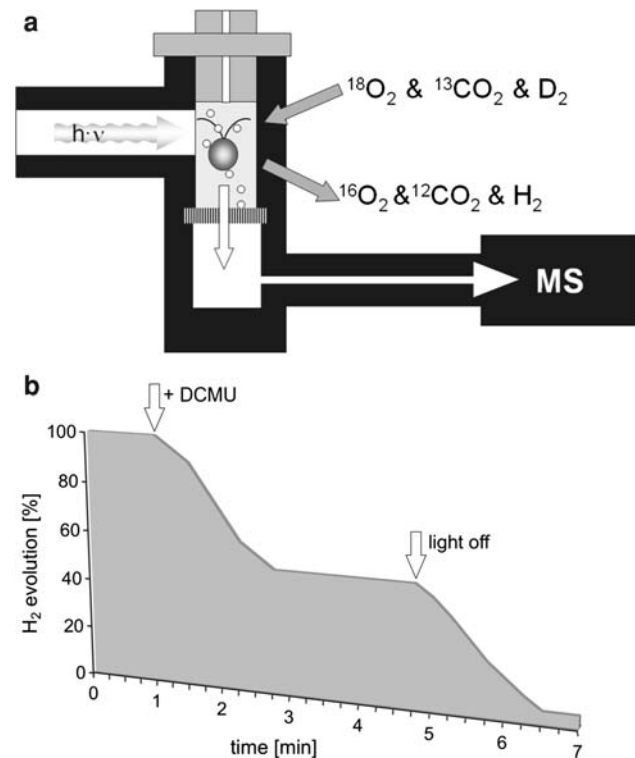 a
h·ν
¹⁸O₂ & ¹³CO₂ & D₂
¹⁶O₂ &¹²CO₂ & H₂
MS
b
+ DCMU
light off
H₂ evolution [%]
100
80
60
40
20
0
0 1 2 3 4 5 6 7
time [min]